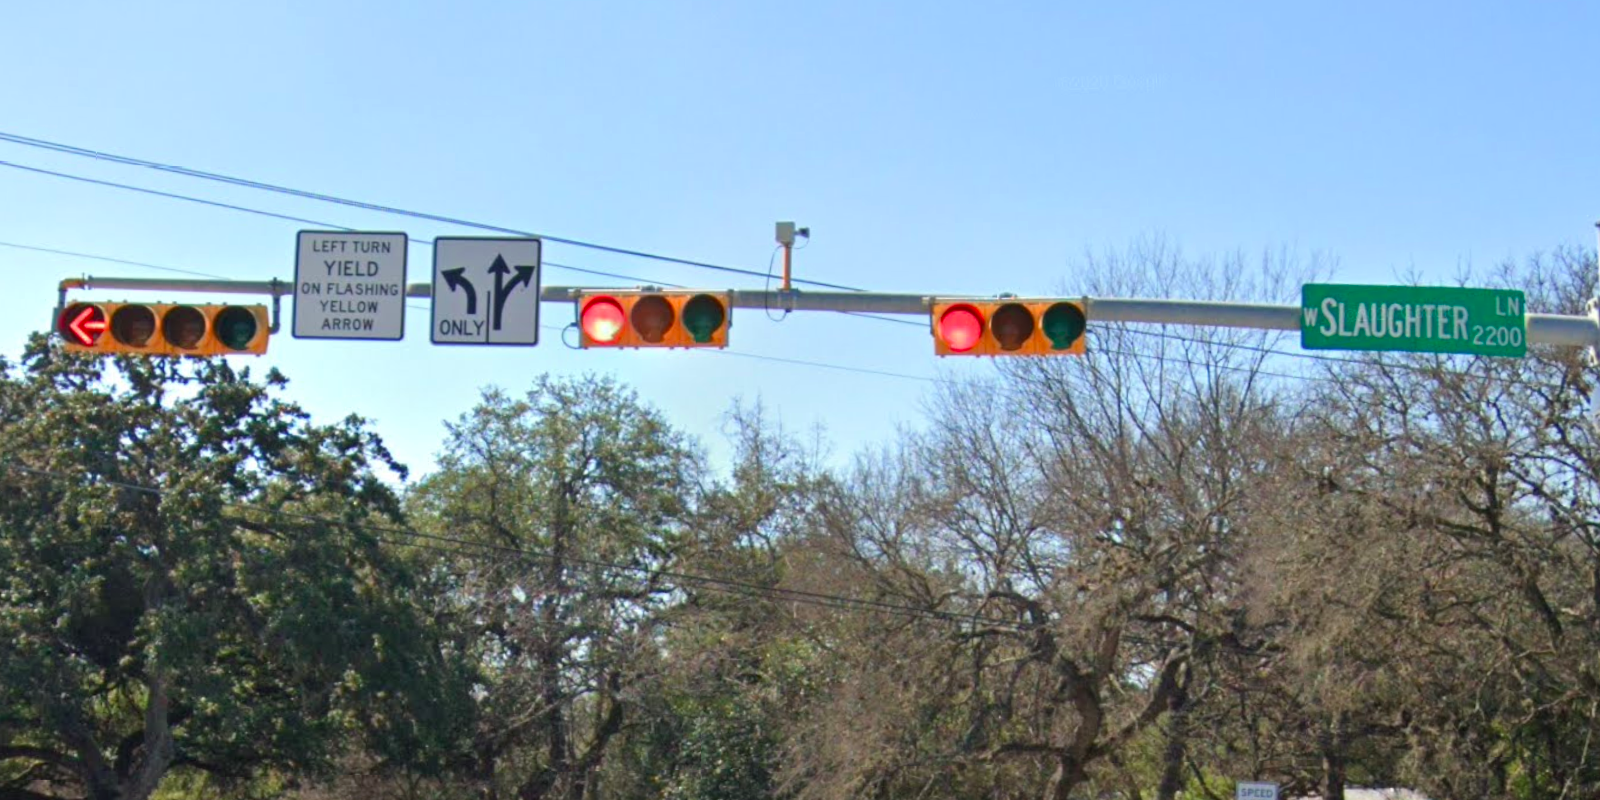 LEFT TURN
YIELD
ON FLASHING
YELLOW
ARROW
ONLY
W SLAUGHTER LN
2200
SPEED